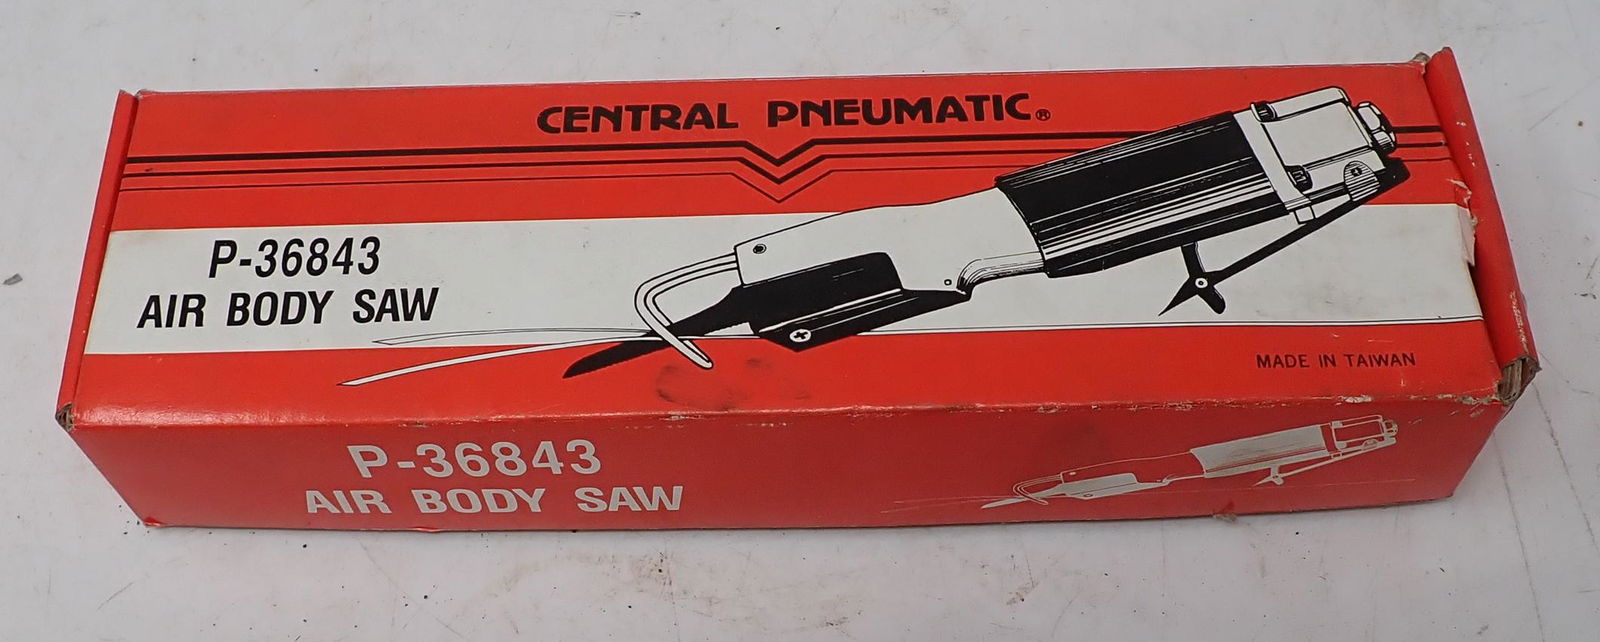 CENTRAL PNEUMATIC®
P-36843
AIR BODY SAW
MADE IN TAIWAN
P-36843
AIR BODY SAW